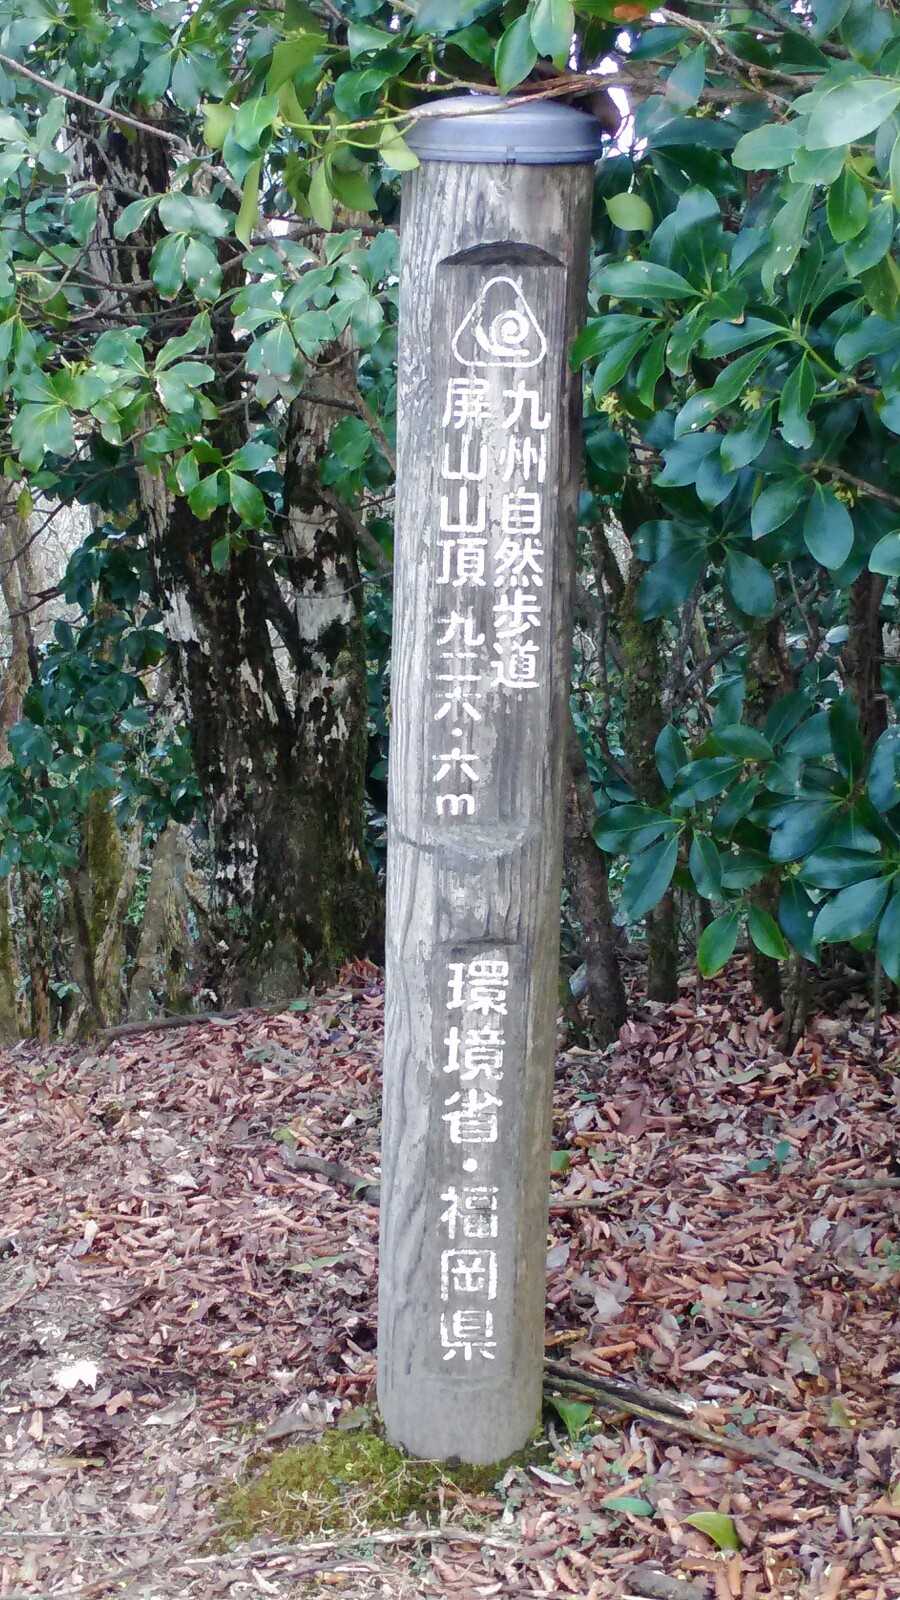 九州自然歩道
屏山山頂 九二六・六m
環境省・福岡県